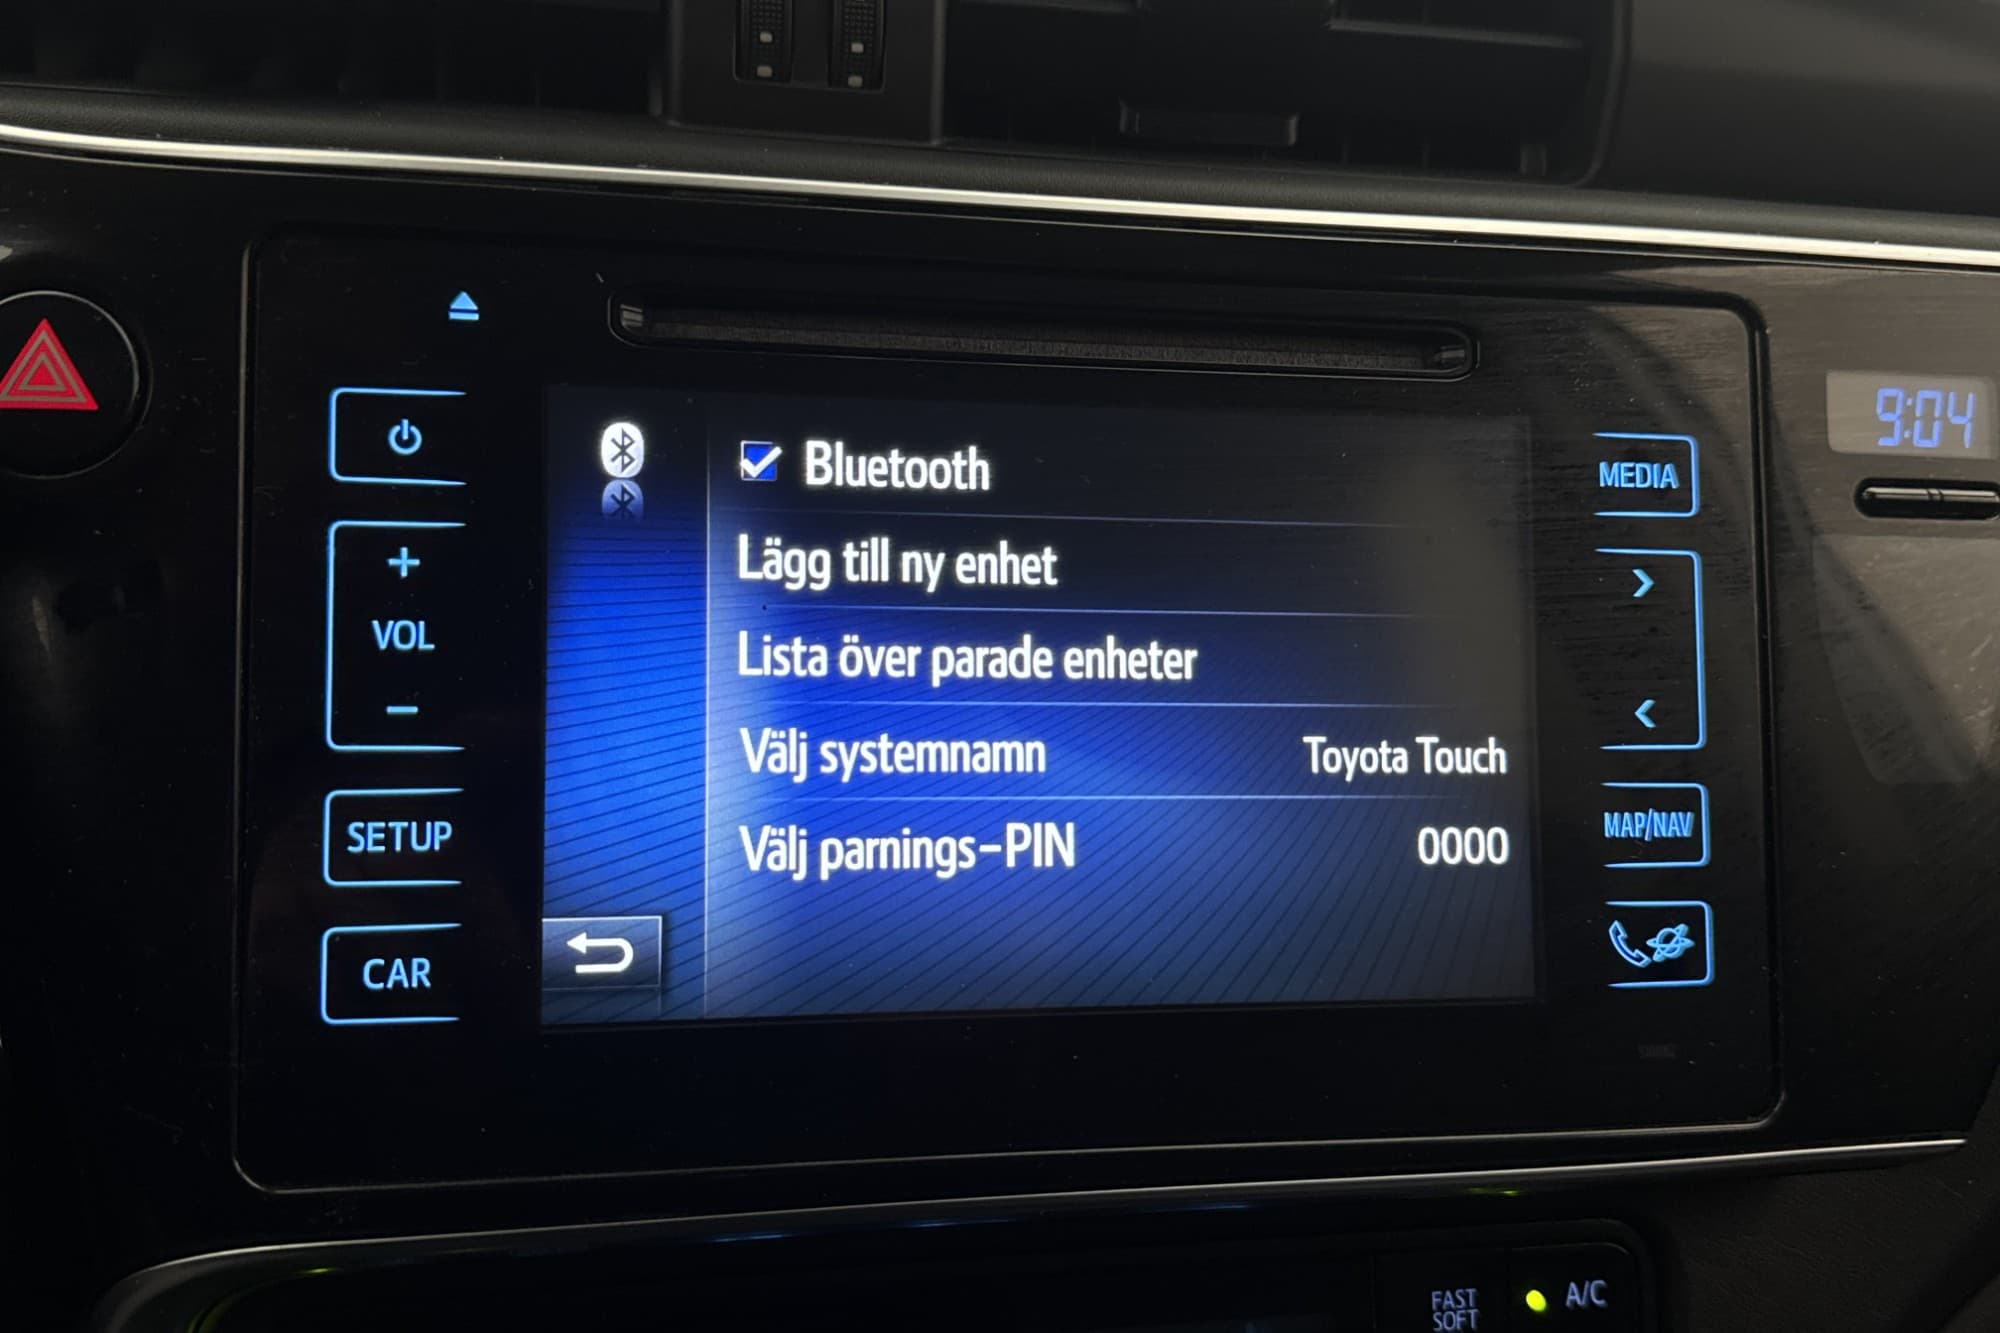 Bluetooth
Lägg till ny enhet
Lista över parade enheter
Välj systemnamn Toyota Touch
Välj parnings-PIN 0000
VOL
SETUP
CAR
MEDIA
MAP/NAV
9:04
FAST
SOFT
A/C